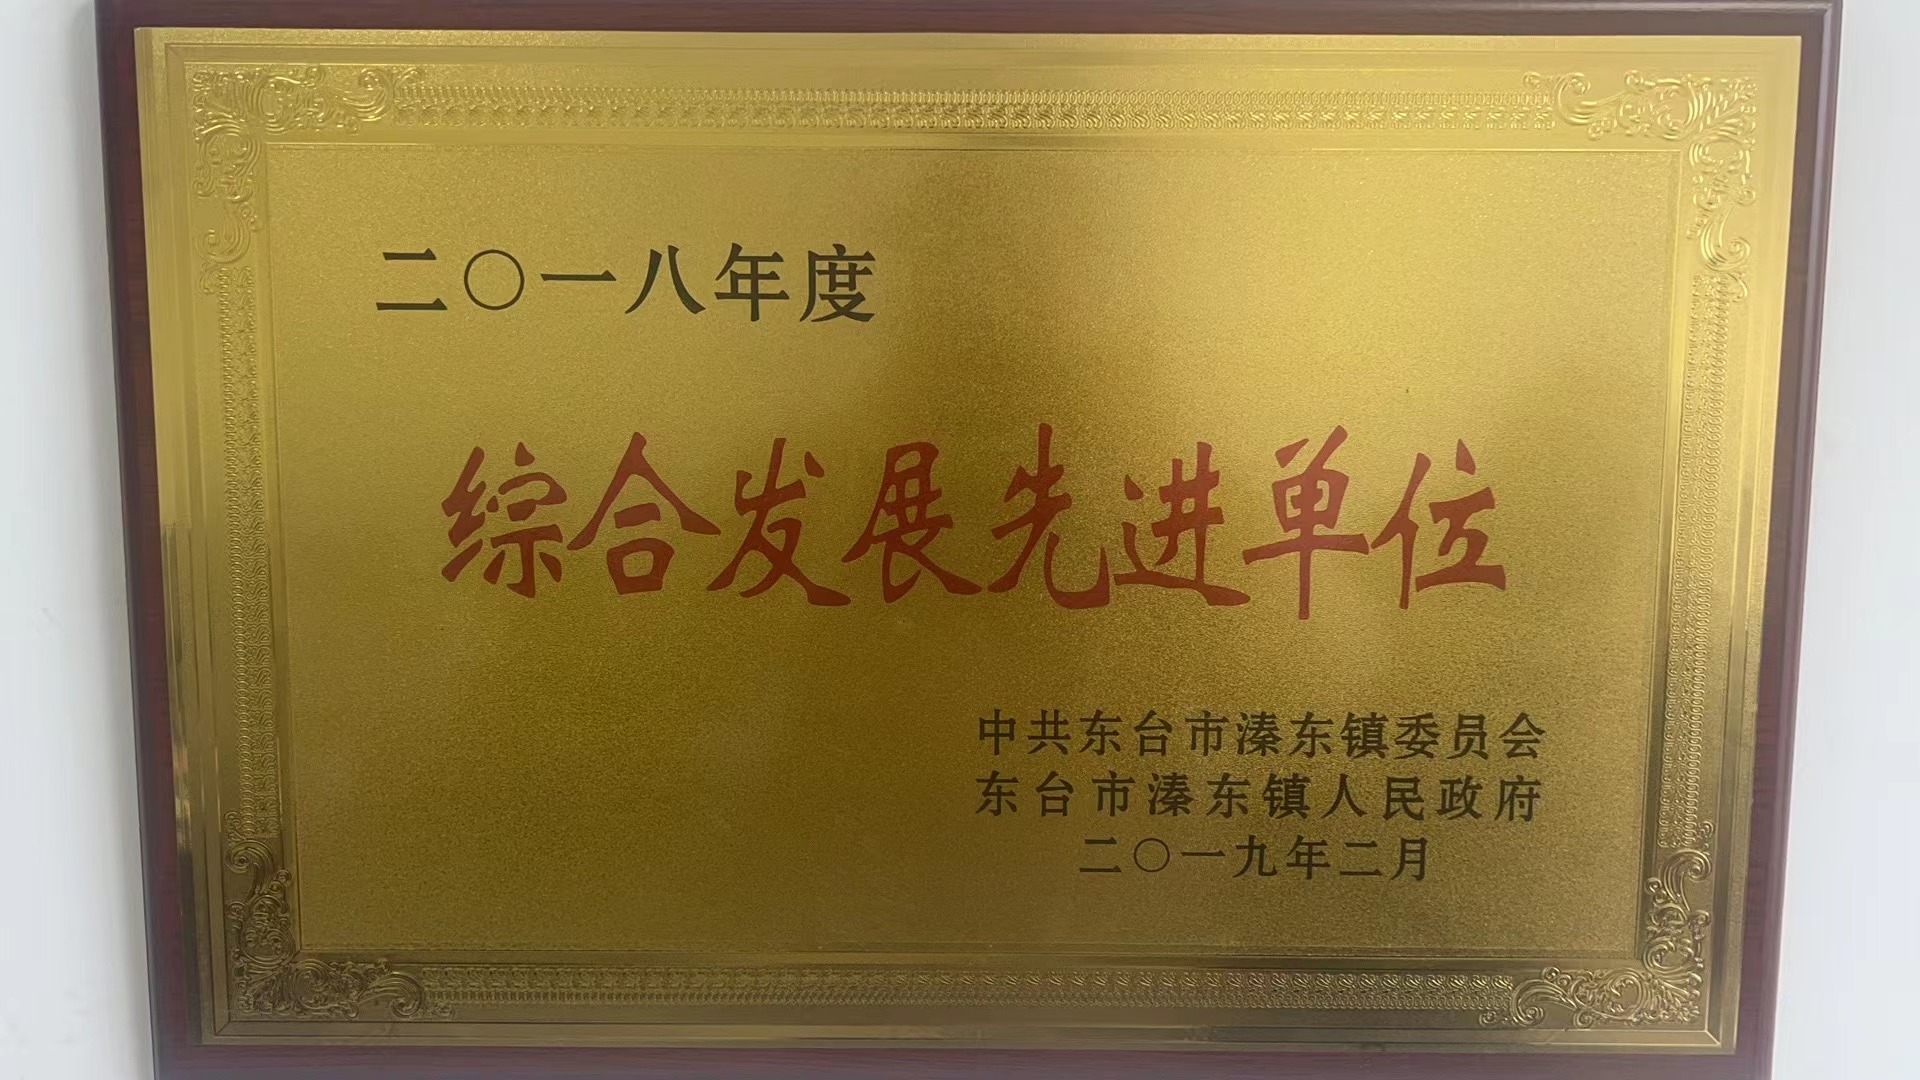 二〇一八年度
综合发展先进单位
中共东台市溱东镇委员会
东台市溱东镇人民政府
二〇一九年二月